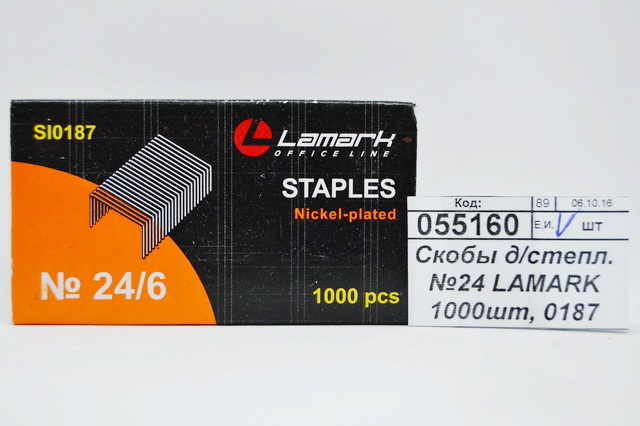 SI0187
Lamark
OFFICE LINE
STAPLES
Nickel-plated
№ 24/6
1000 pcs
Код: 89 06.10.16
055160 Е.И. V шт
Скобы д/степл.
№24 LAMARK
1000шт, 0187